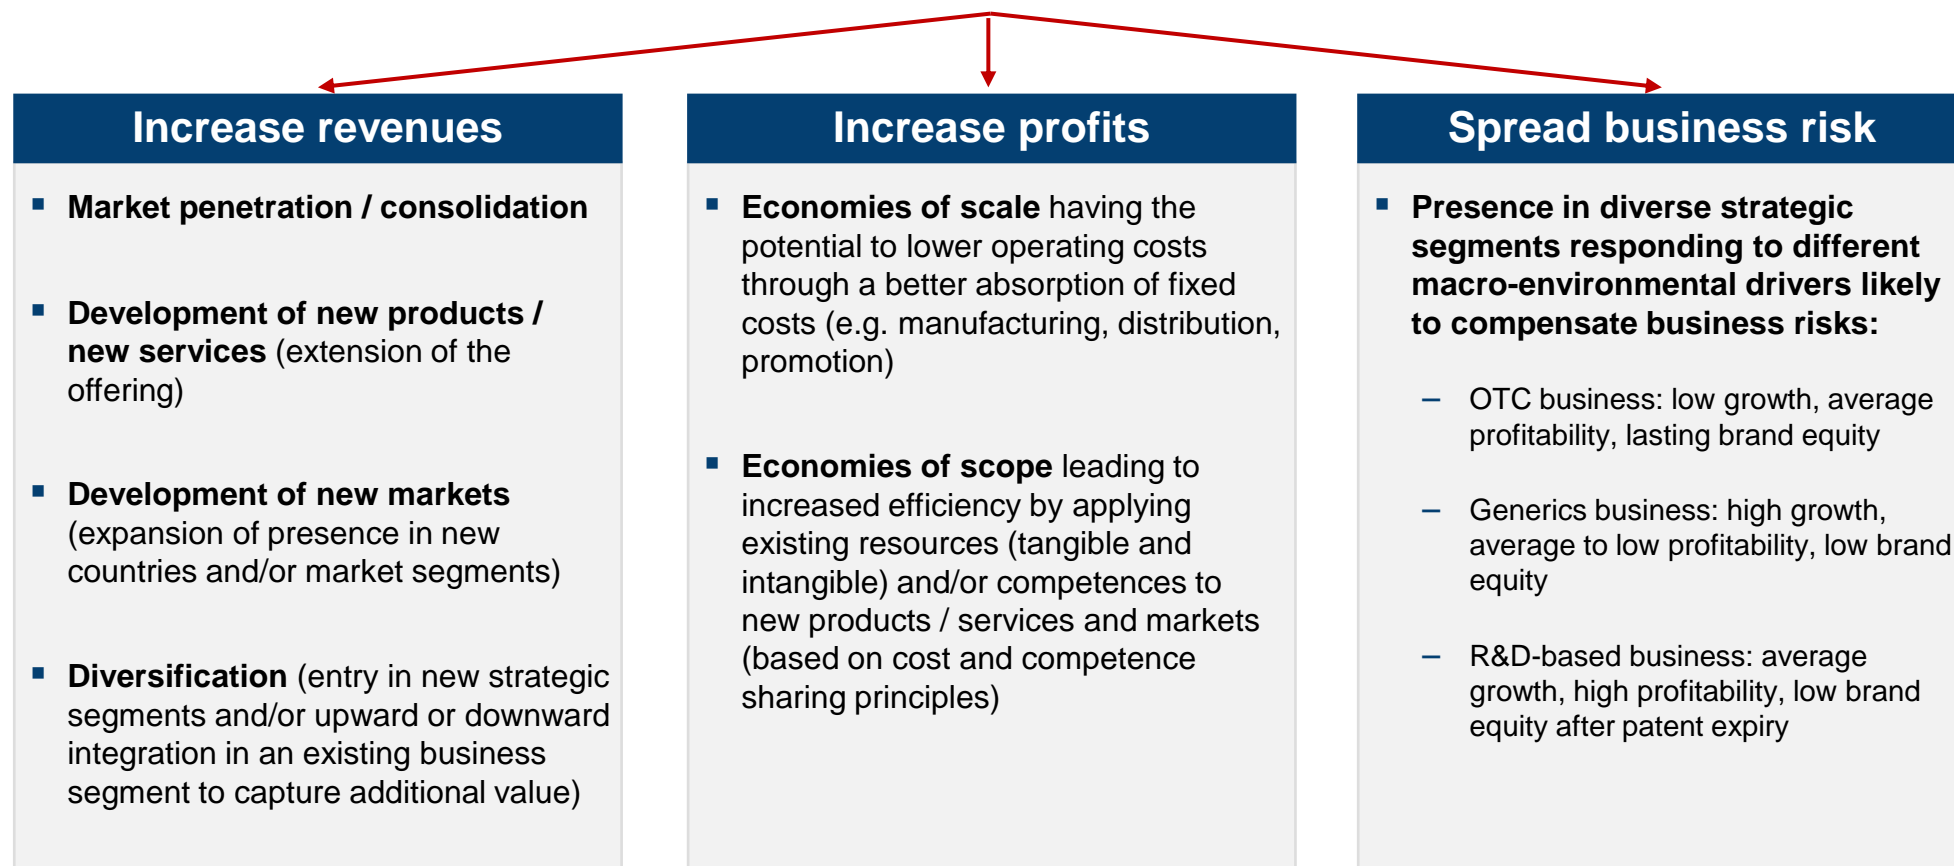 Increase revenues
▪ Market penetration / consolidation
▪ Development of new products /
new services (extension of the
offering)
▪ Development of new markets
(expansion of presence in new
countries and/or market segments)
▪ Diversification (entry in new strategic
segments and/or upward or downward
integration in an existing business
segment to capture additional value)
Increase profits
▪ Economies of scale having the
potential to lower operating costs
through a better absorption of fixed
costs (e.g. manufacturing, distribution,
promotion)
▪ Economies of scope leading to
increased efficiency by applying
existing resources (tangible and
intangible) and/or competences to
new products / services and markets
(based on cost and competence
sharing principles)
Spread business risk
▪ Presence in diverse strategic
segments responding to different
macro-environmental drivers likely
to compensate business risks:
– OTC business: low growth, average
profitability, lasting brand equity
– Generics business: high growth,
average to low profitability, low brand
equity
– R&D-based business: average
growth, high profitability, low brand
equity after patent expiry